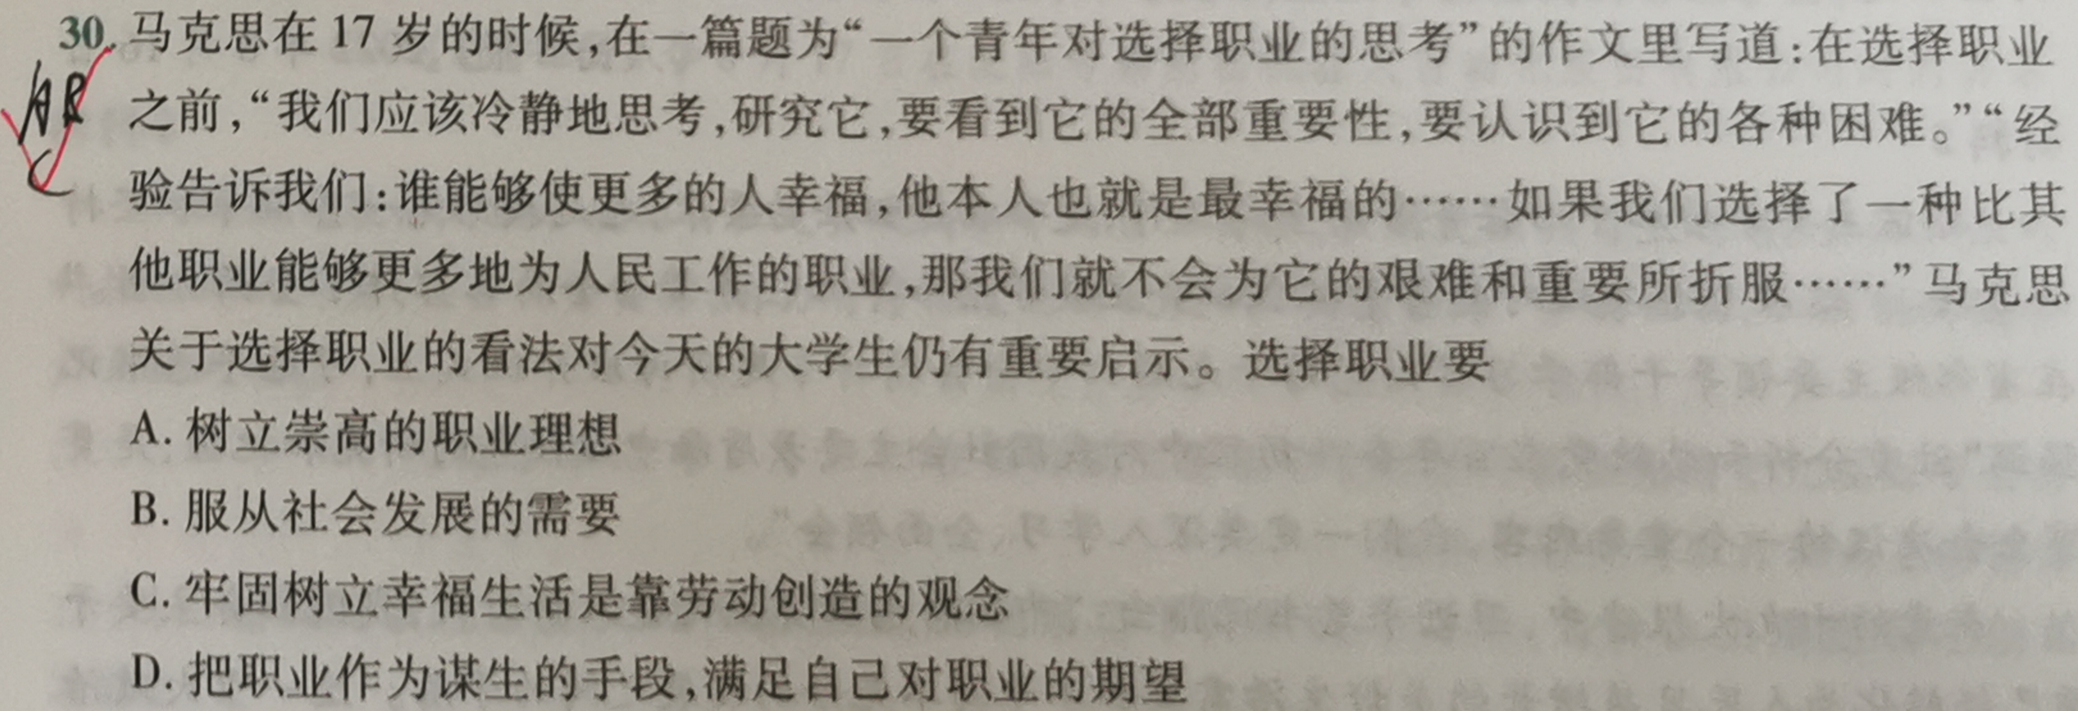 30. 马克思在 17 岁的时候,在一篇题为“一个青年对选择职业的思考”的作文里写道:在选择职业
AB
C
之前,“我们应该冷静地思考,研究它,要看到它的全部重要性,要认识到它的各种困难。”“经
验告诉我们:谁能够使更多的人幸福,他本人也就是最幸福的……如果我们选择了一种比其
他职业能够更多地为人民工作的职业,那我们就不会为它的艰难和重要所折服……”马克思
关于选择职业的看法对今天的大学生仍有重要启示。选择职业要
A. 树立崇高的职业理想
B. 服从社会发展的需要
C. 牢固树立幸福生活是靠劳动创造的观念
D. 把职业作为谋生的手段,满足自己对职业的期望